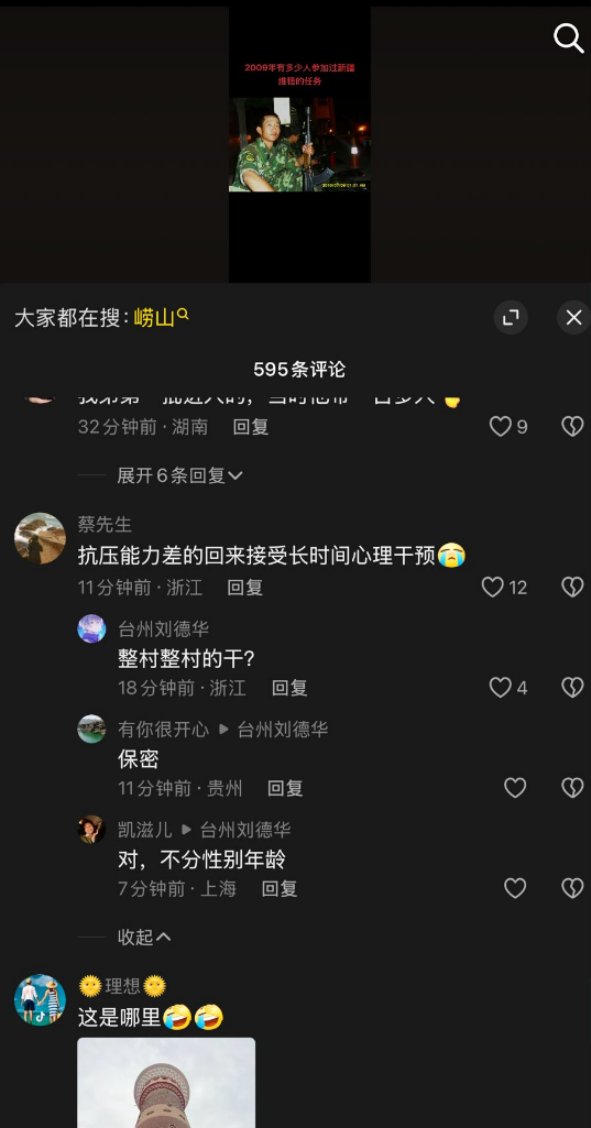 2009年有多少人参加过新疆
维稳的任务
大家都在搜:崂山
595条评论
32分钟前·湖南 回复
9
展开6条回复
蔡先生
抗压能力差的回来接受长时间心理干预😭
11分钟前·浙江 回复
12
台州刘德华
整村整村的干?
18分钟前·浙江 回复
4
有你很开心 ▶ 台州刘德华
保密
11分钟前·贵州 回复
凯滋儿 ▶ 台州刘德华
对，不分性别年龄
7分钟前·上海 回复
收起
🌞理想🌞
这是哪里🤣🤣